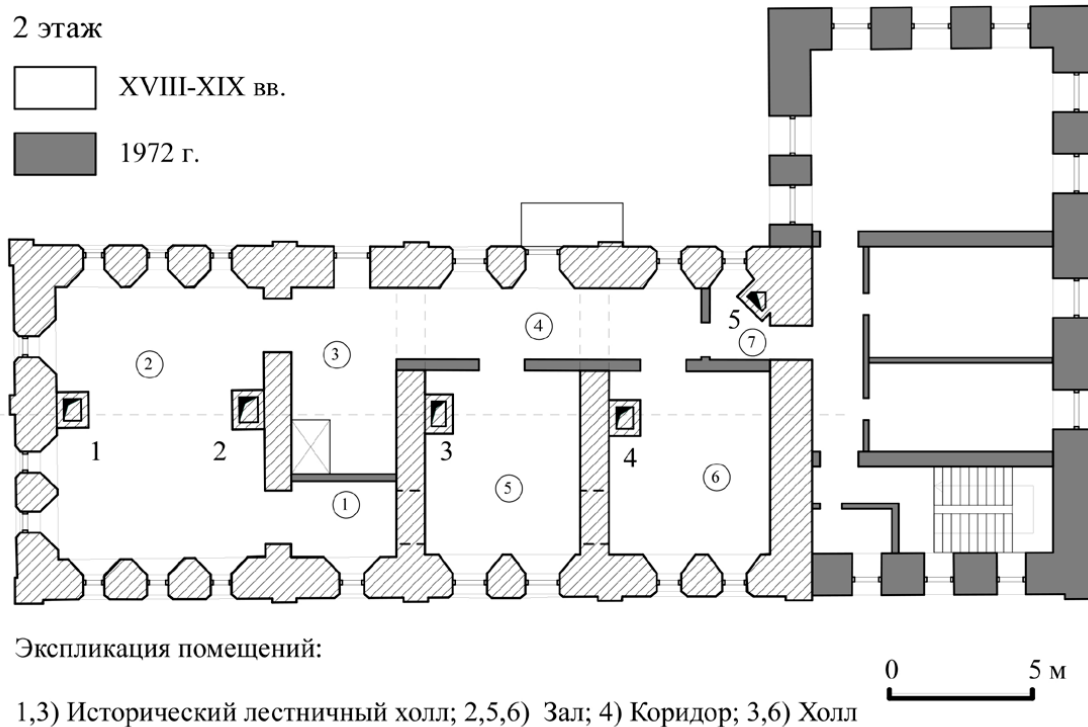 2 этаж
XVIII-XIX вв.
1972 г.
5
4
7
3
2
1
2
3
4
6
5
1
Экспликация помещений:
0 5 м
1,3) Исторический лестничный холл; 2,5,6) Зал; 4) Коридор; 3,6) Холл